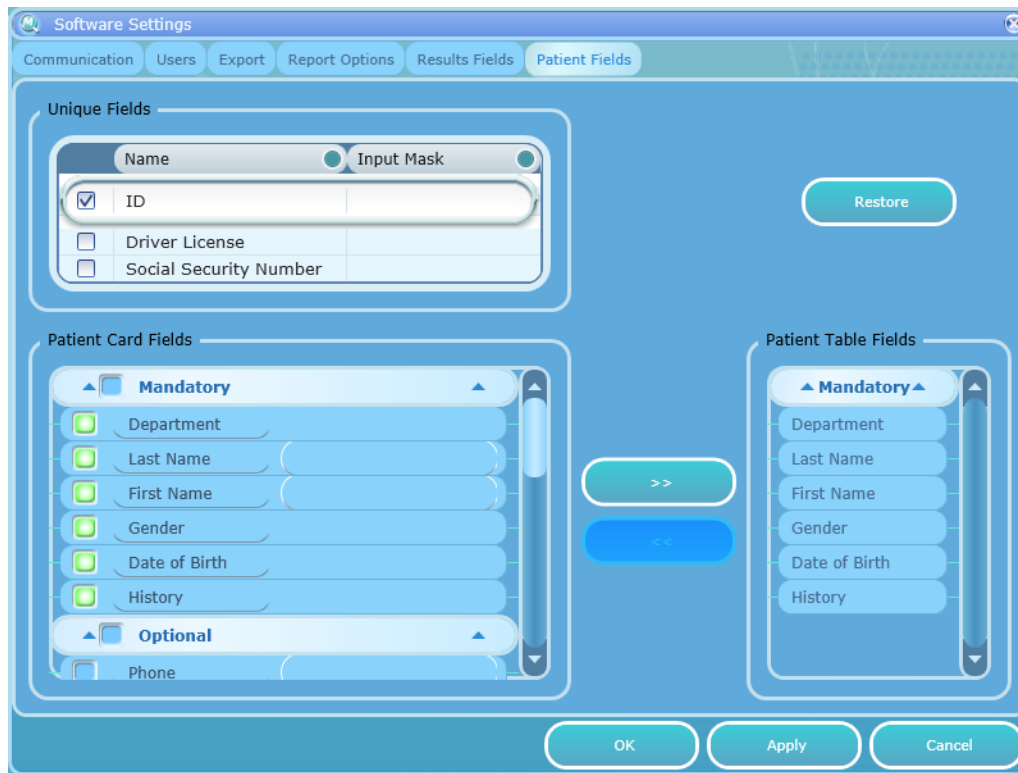 Software Settings
Communication Users Export Report Options Results Fields Patient Fields
Unique Fields
Name Input Mask
ID
Driver License
Social Security Number
Restore
Patient Card Fields
Mandatory
Department
Last Name
First Name
Gender
Date of Birth
History
Optional
Phone
>>
<<
Patient Table Fields
Mandatory
Department
Last Name
First Name
Gender
Date of Birth
History
OK Apply Cancel